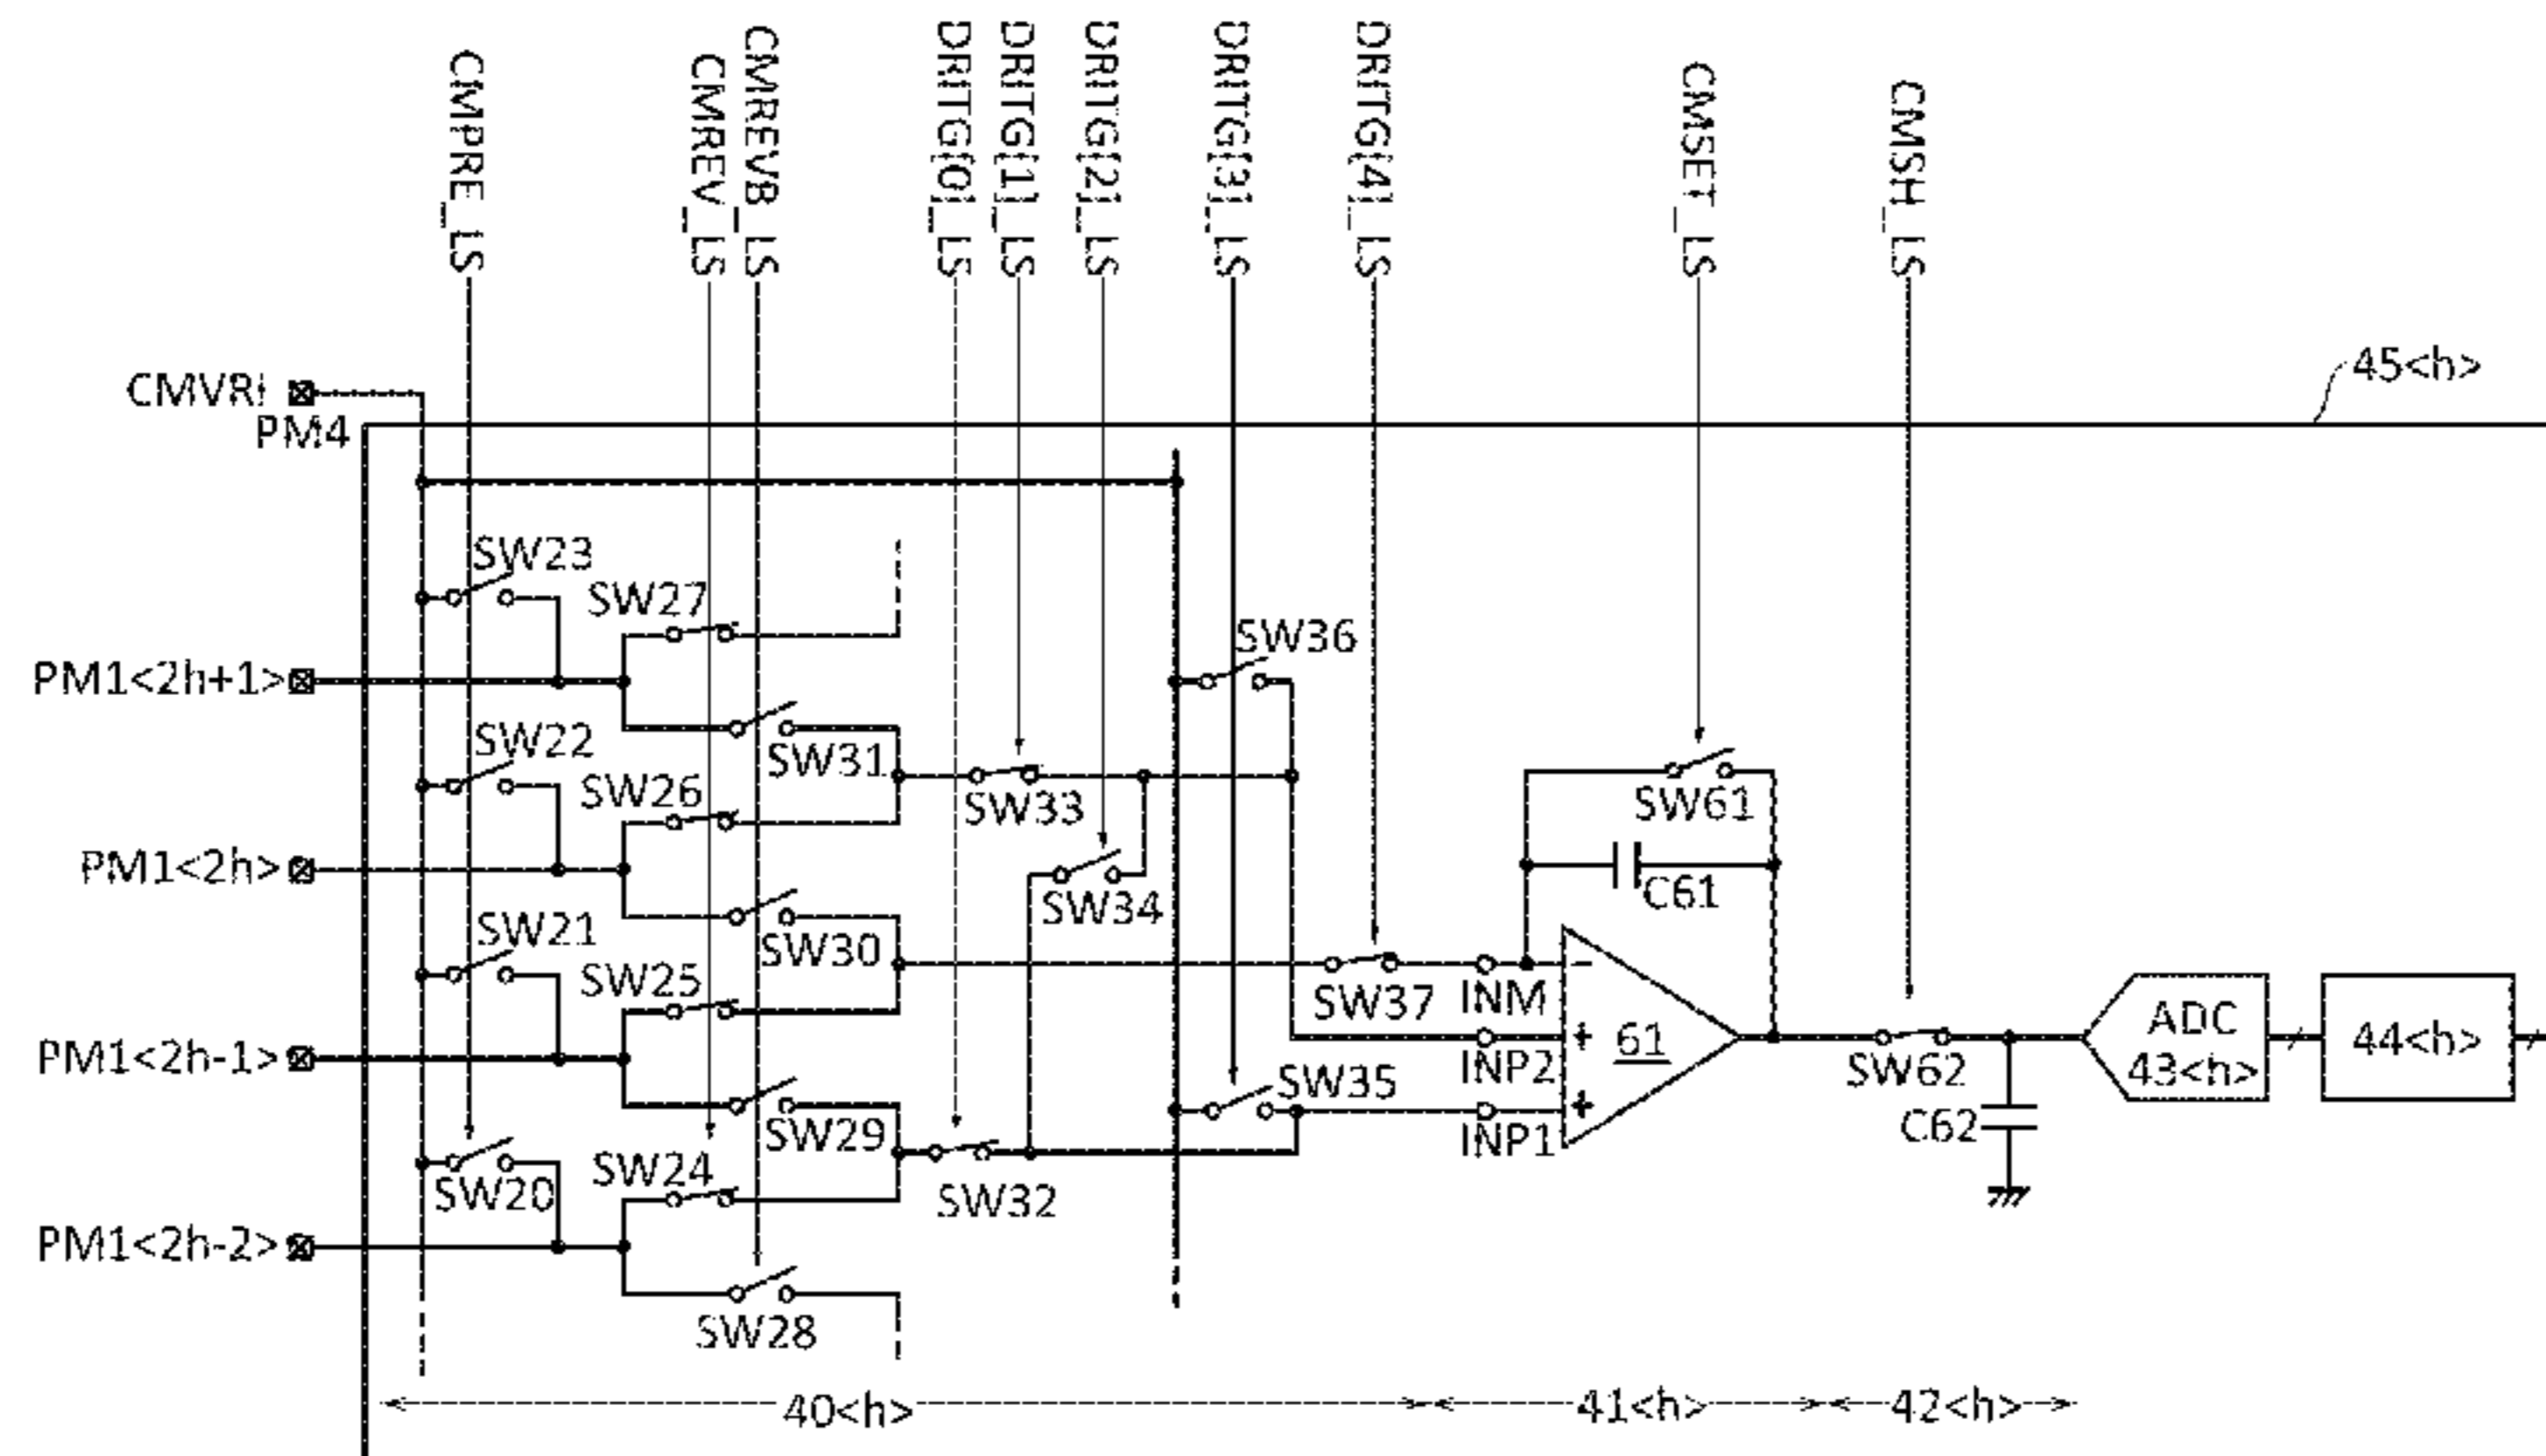 CMPRE_LS
CMREV_LS
CMREVB_LS
DRITG[0]_LS
DRITG[1]_LS
DRITG[2]_LS
DRITG[3]_LS
DRITG[4]_LS
CMSET_LS
CMSH_LS
CMVRi
PM4
45<h>
SW23
SW27
SW36
PM1<2h+1>
SW22
SW31
SW26
SW33
SW61
PM1<2h>
SW34
C61
SW21
SW30
SW25
SW37
INM
ADC
43<h>
44<h>
PM1<2h-1>
61
INP2
SW62
SW35
C62
SW29
INP1
SW24
SW20
SW32
PM1<2h-2>
SW28
40<h>
41<h>
42<h>